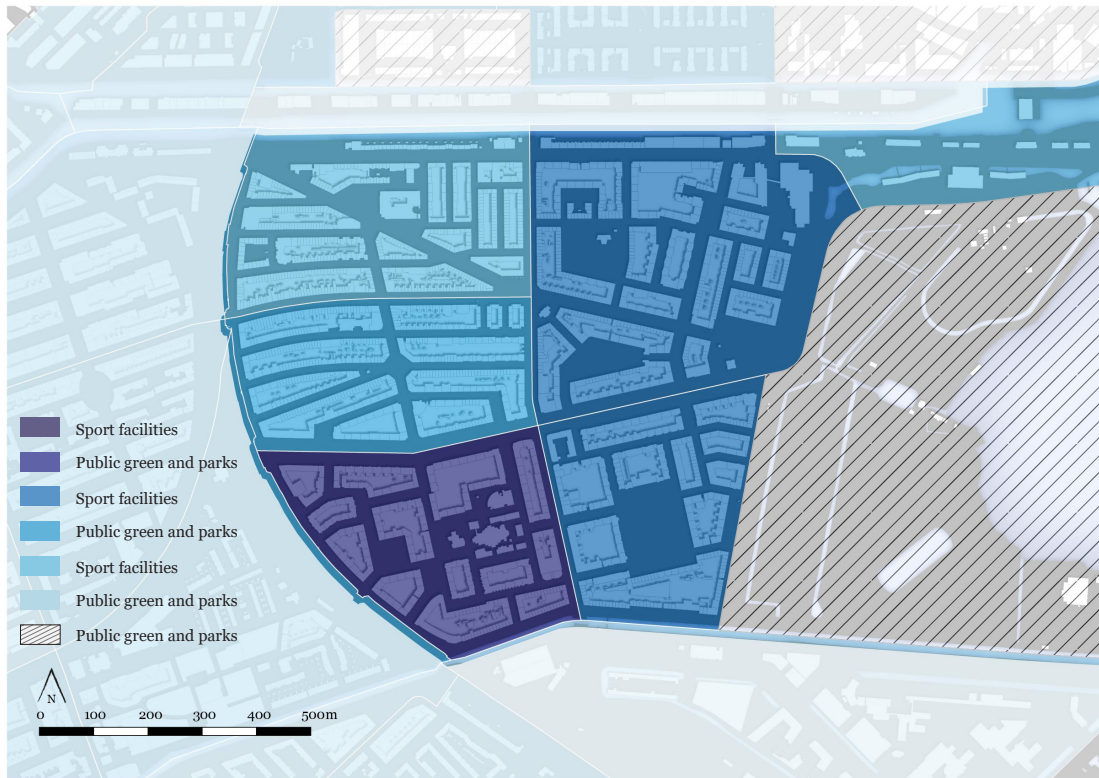 Sport facilities
Public green and parks
Sport facilities
Public green and parks
Sport facilities
Public green and parks
Public green and parks
N
0 100 200 300 400 500m